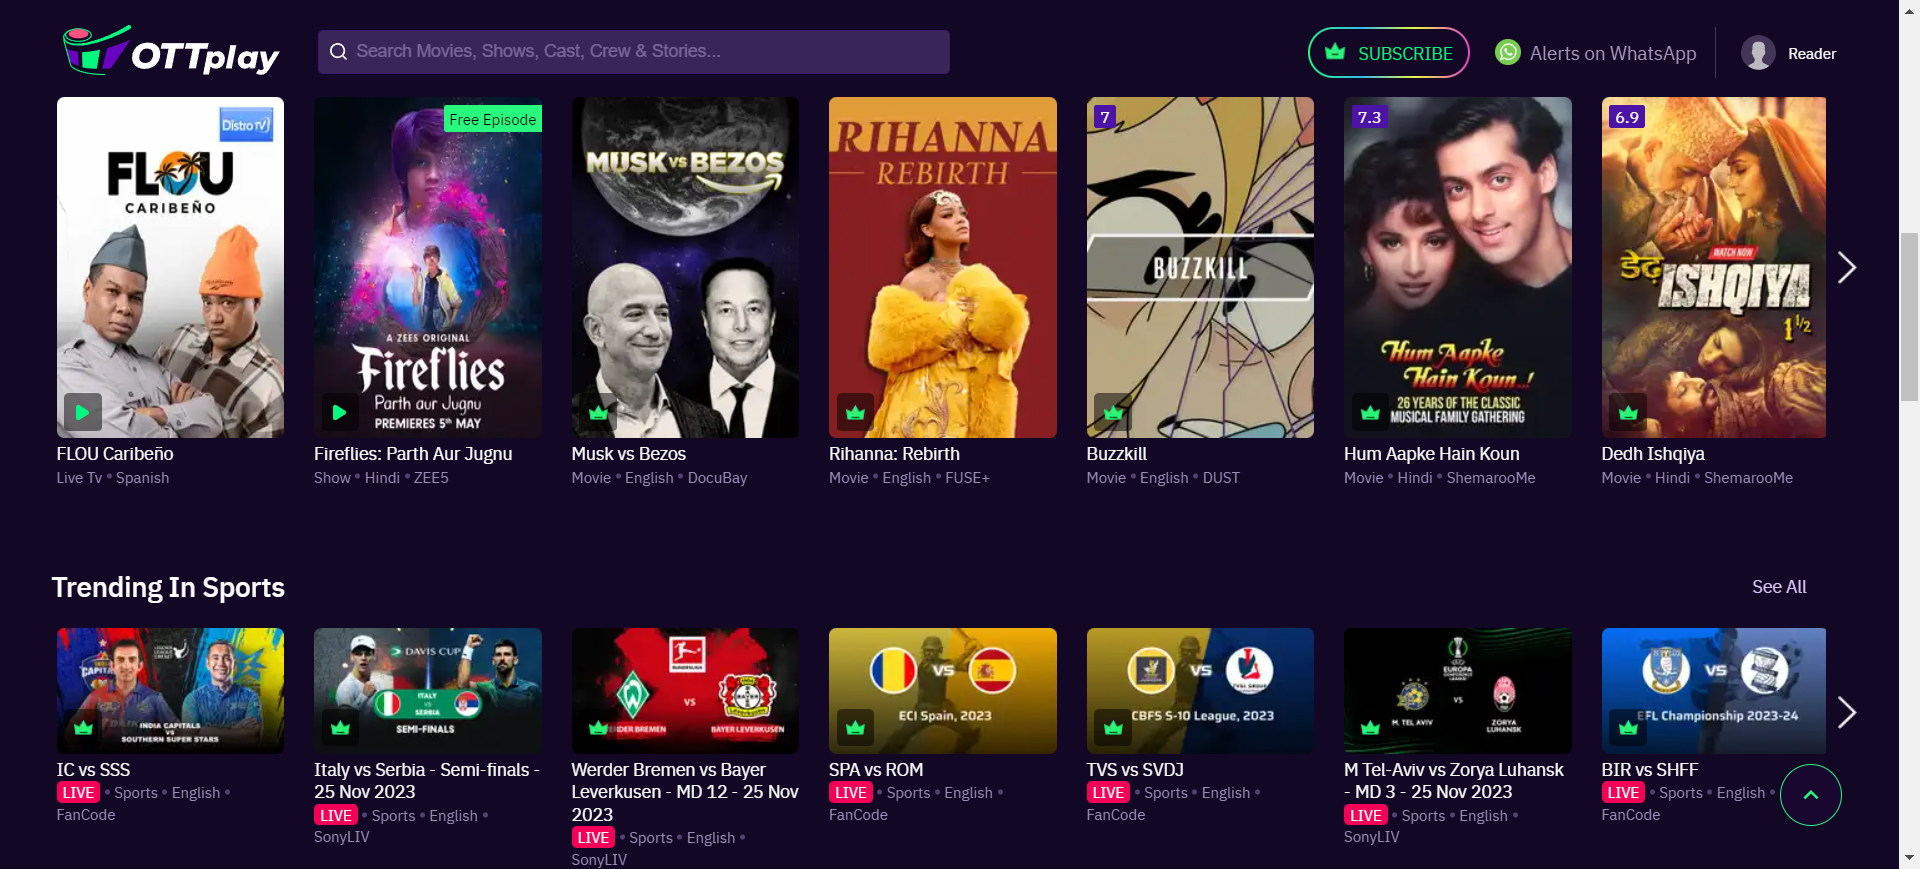 OTTplay
Search Movies, Shows, Cast, Crew & Stories...
SUBSCRIBE
Alerts on WhatsApp
Reader
Distro TV
FLOU
CARIBEÑO
FLOU Caribeño
Live Tv • Spanish
Free Episode
A ZEE5 ORIGINAL
Fireflies
Parth aur Jugnu
PREMIERES 5th MAY
Fireflies: Parth Aur Jugnu
Show • Hindi • ZEE5
MUSK VS BEZOS
Musk vs Bezos
Movie • English • DocuBay
RIHANNA
REBIRTH
Rihanna: Rebirth
Movie • English • FUSE+
7
BUZZKILL
Buzzkill
Movie • English • DUST
7.3
Hum Aapke
Hain Koun..!
26 YEARS OF THE CLASSIC
MUSICAL FAMILY GATHERING
Hum Aapke Hain Koun
Movie • Hindi • ShemarooMe
6.9
WATCH NOW
डेढ़ ISHQIYA
1 1/2
Dedh Ishqiya
Movie • Hindi • ShemarooMe
Trending In Sports
See All
INDIA CAPITALS
VS
SOUTHERN SUPER STARS
IC vs SSS
LIVE • Sports • English •
FanCode
DAVIS CUP
ITALY
VS
SERBIA
SEMI-FINALS
Italy vs Serbia - Semi-finals -
25 Nov 2023
LIVE • Sports • English •
SonyLIV
BUNDESLIGA
VS
RDER BREMEN
BAYER LEVERKUSEN
Werder Bremen vs Bayer
Leverkusen - MD 12 - 25 Nov
2023
LIVE • Sports • English •
SonyLIV
VS
ECI Spain, 2023
SPA vs ROM
LIVE • Sports • English •
FanCode
VS
CBFS S-10 League, 2023
TVS vs SVDJ
LIVE • Sports • English •
FanCode
EUROPA
CONFERENCE
LEAGUE
VS
M. TEL AVIV
ZORYA
LUHANSK
M Tel-Aviv vs Zorya Luhansk
- MD 3 - 25 Nov 2023
LIVE • Sports • English •
SonyLIV
VS
EFL Championship 2023-24
BIR vs SHFF
LIVE • Sports • English •
FanCode